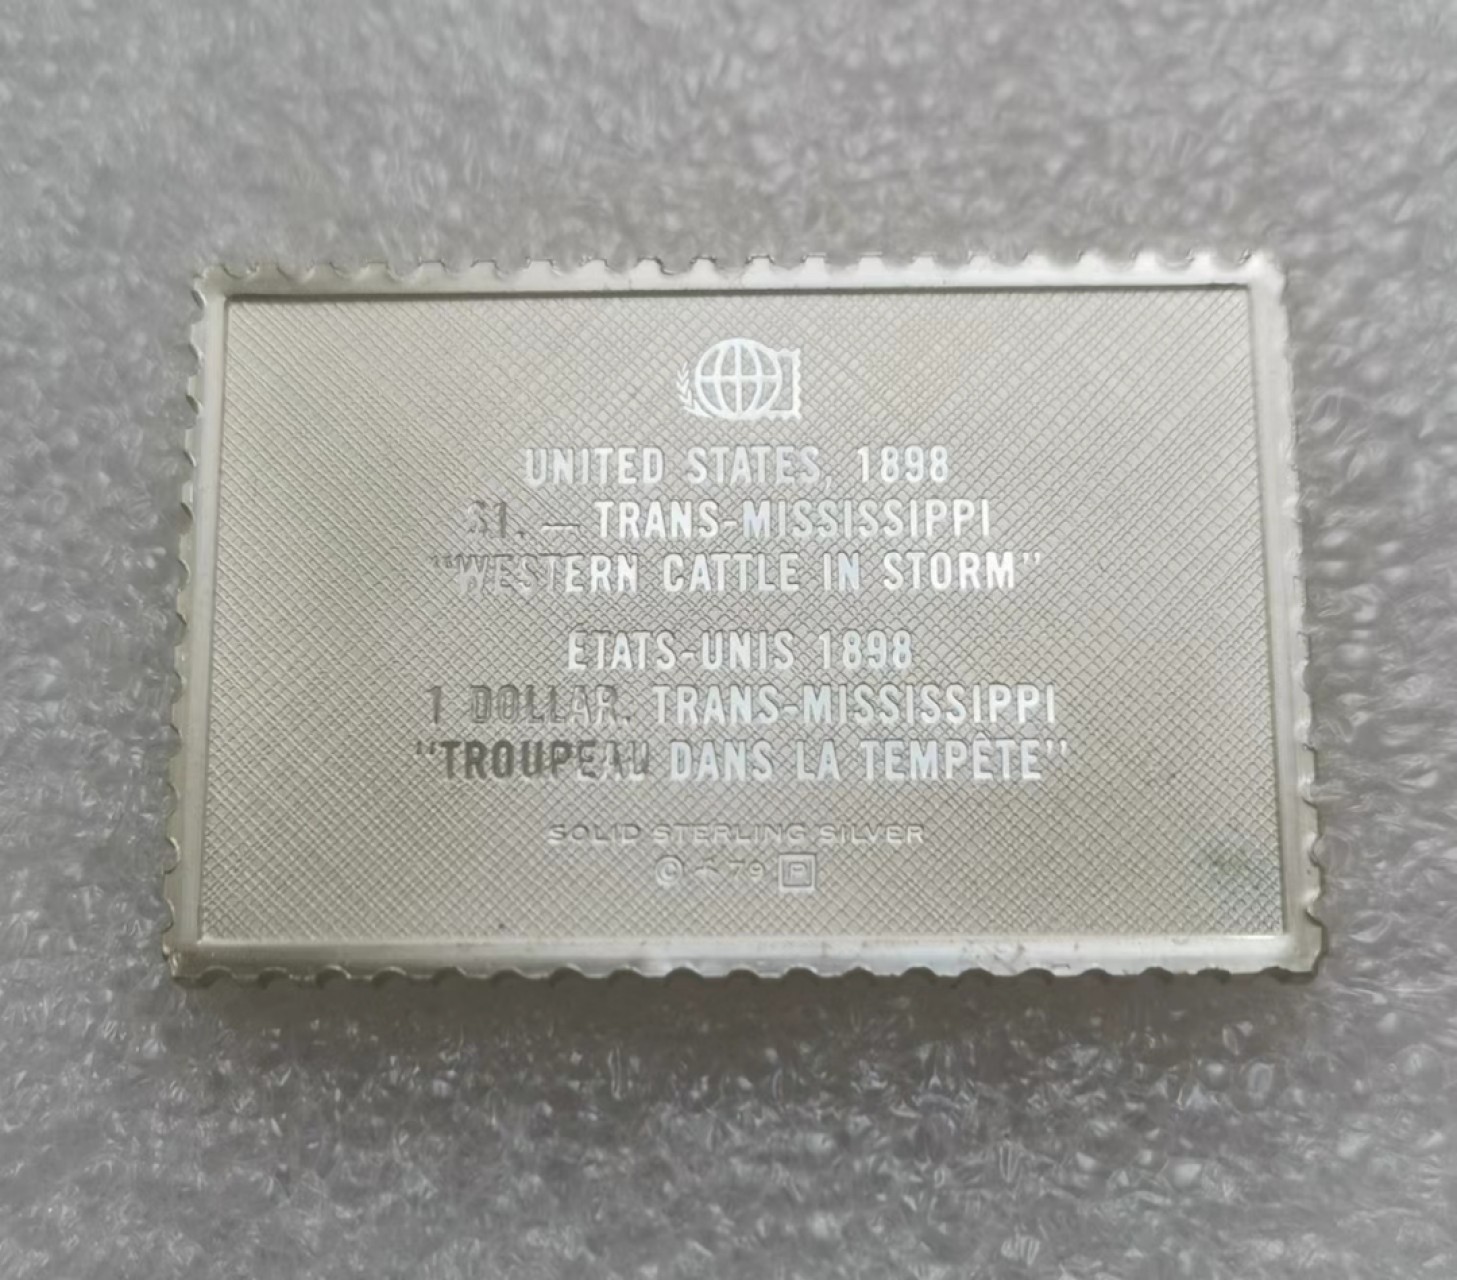 UNITED STATES, 1898
$1. — TRANS-MISSISSIPPI
"WESTERN CATTLE IN STORM"
ÉTATS-UNIS 1898
1 DOLLAR. TRANS-MISSISSIPPI
"TROUPEAU DANS LA TEMPÊTE"
SOLID STERLING SILVER
© 79 P